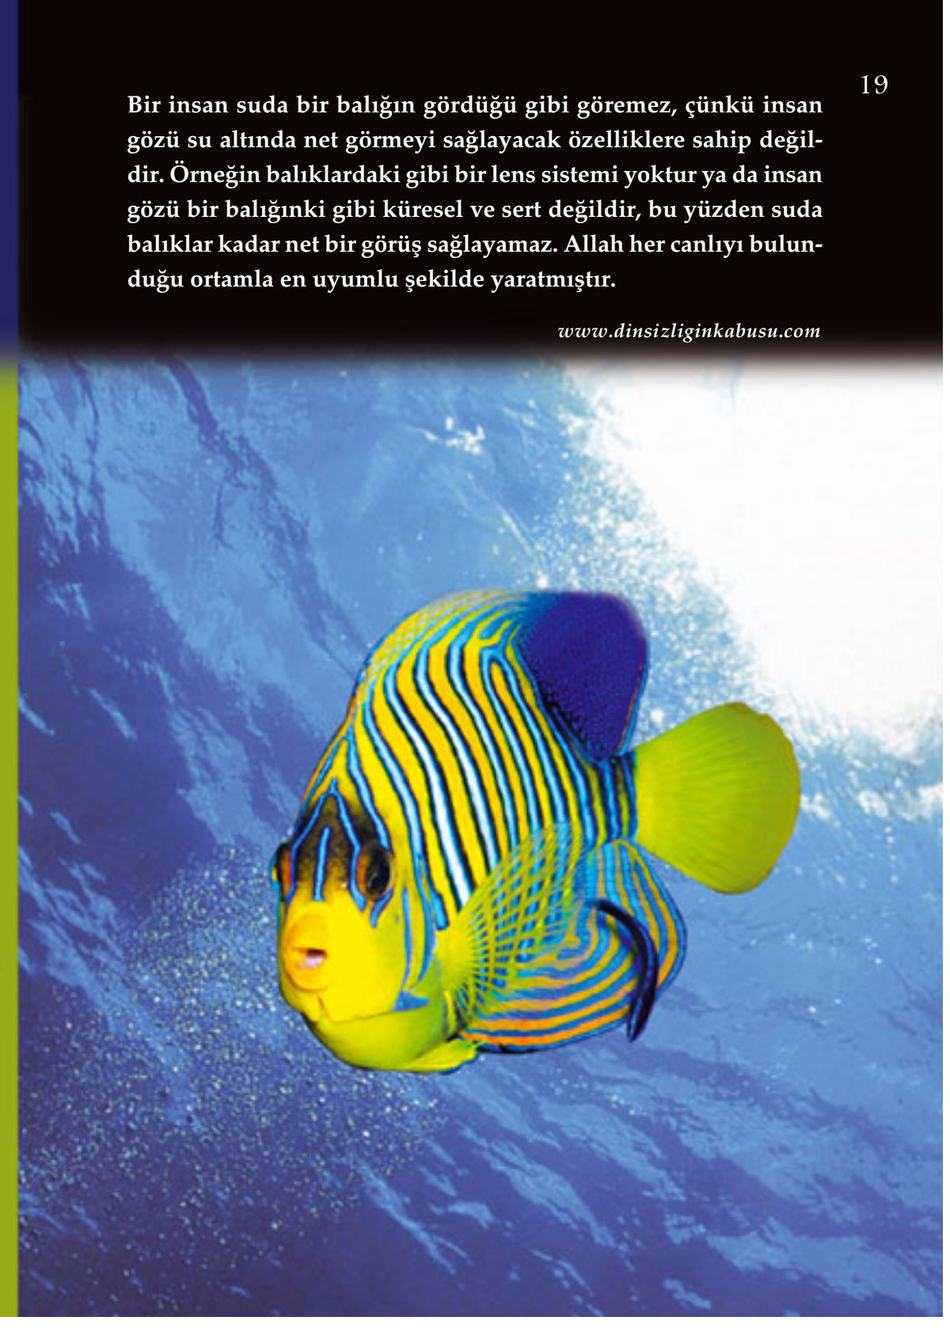 19
Bir insan suda bir balığın gördüğü gibi göremez, çünkü insan
gözü su altında net görmeyi sağlayacak özelliklere sahip değil-
dir. Örneğin balıklardaki gibi bir lens sistemi yoktur ya da insan
gözü bir balığınki gibi küresel ve sert değildir, bu yüzden suda
balıklar kadar net bir görüş sağlayamaz. Allah her canlıyı bulun-
duğu ortamla en uyumlu şekilde yaratmıştır.
www.dinsizliginkabusu.com